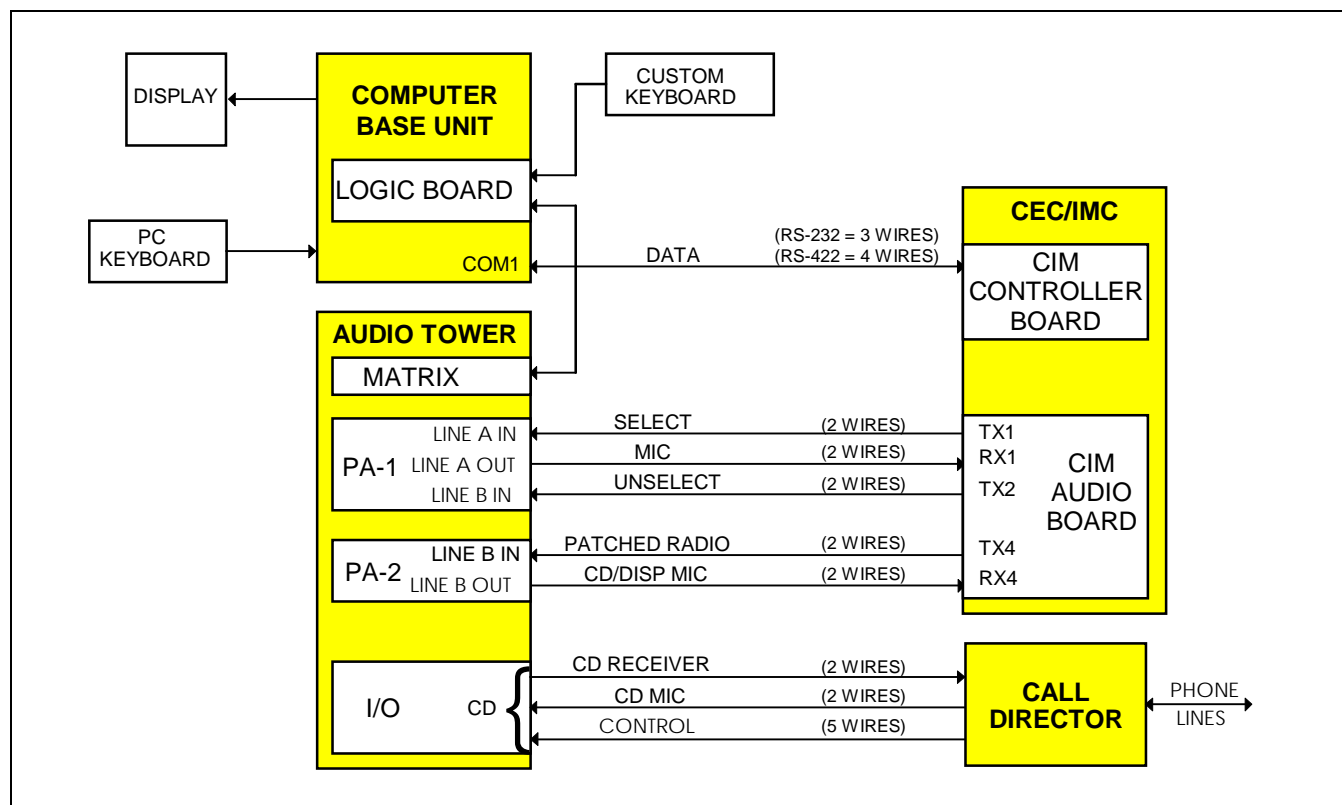 DISPLAY
COMPUTER
BASE UNIT
CUSTOM
KEYBOARD
LOGIC BOARD
PC
KEYBOARD
COM1
DATA
(RS-232 = 3 WIRES)
(RS-422 = 4 WIRES)
CEC/IMC
CIM
CONTROLLER
BOARD
AUDIO TOWER
MATRIX
PA-1
LINE A IN
LINE A OUT
LINE B IN
SELECT (2 WIRES)
MIC (2 WIRES)
UNSELECT (2 WIRES)
TX1
RX1
TX2
CIM
AUDIO
BOARD
PA-2
LINE B IN
LINE B OUT
PATCHED RADIO (2 WIRES)
CD/DISP MIC (2 WIRES)
TX4
RX4
I/O
CD
CD RECEIVER (2 WIRES)
CD MIC (2 WIRES)
CONTROL (5 WIRES)
CALL
DIRECTOR
PHONE
LINES